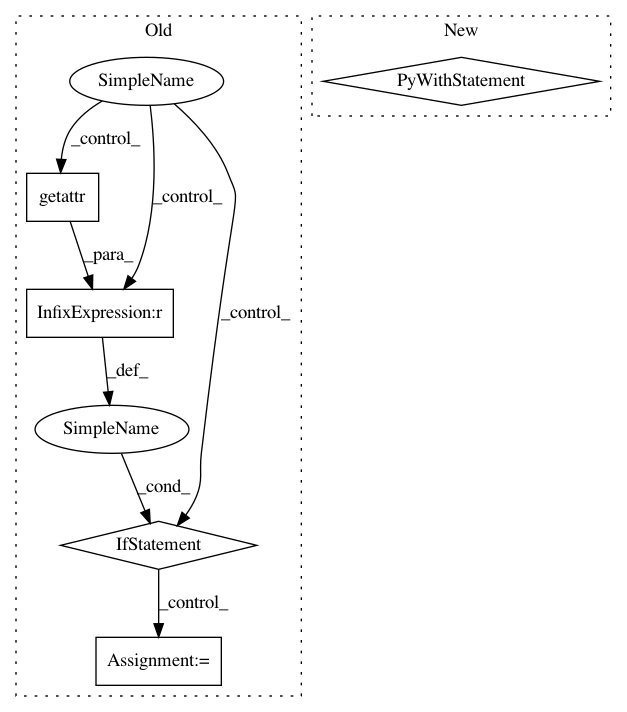 Old
New
SimpleName
PyWithStatement
_control_
getattr
_control_
_para_
_control_
InfixExpression:r
_def_
SimpleName
_cond_
IfStatement
_control_
Assignment:=